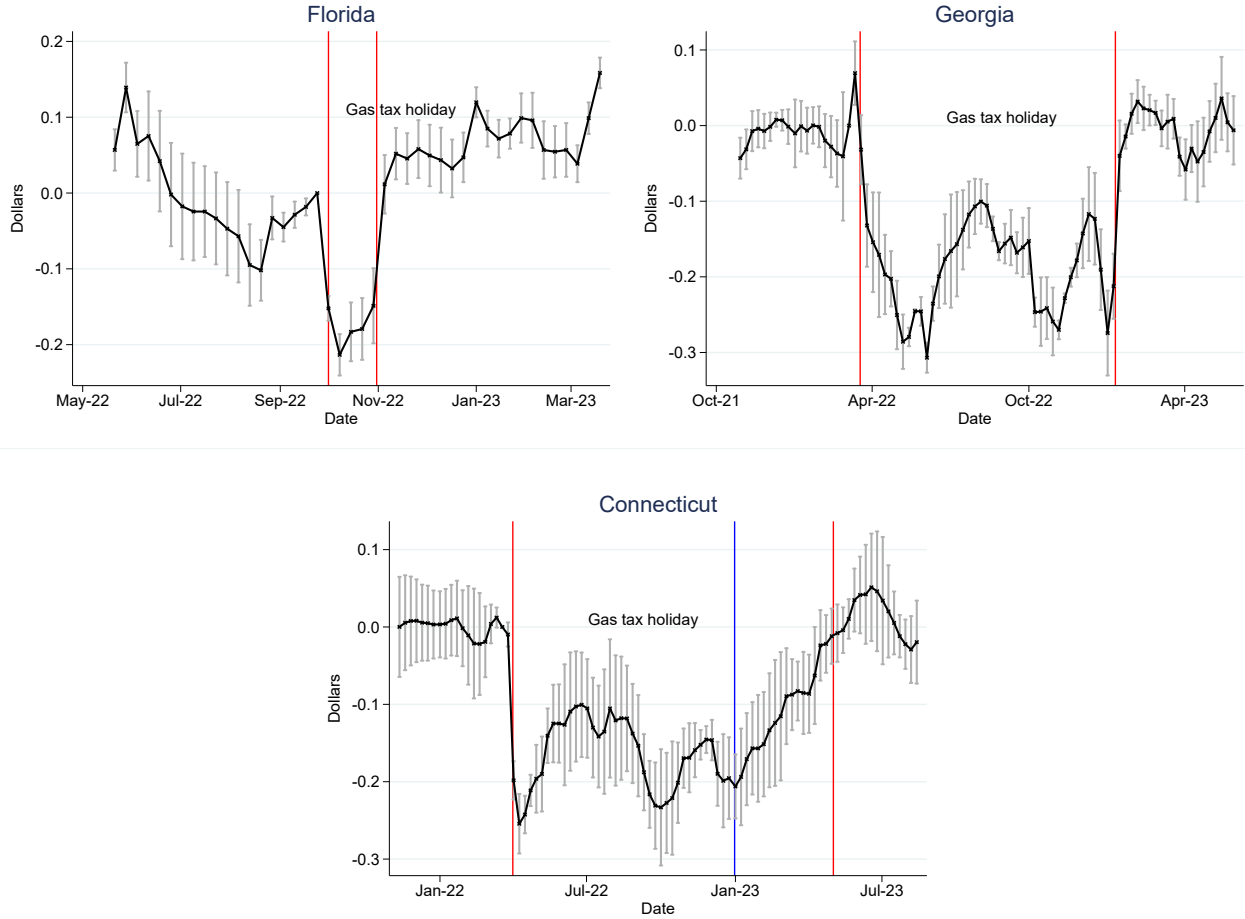 Florida
0.2
0.1
0.0
-0.1
-0.2
Dollars
Gas tax holiday
May-22 Jul-22 Sep-22 Nov-22 Jan-23 Mar-23
Date
Georgia
0.1
0.0
-0.1
-0.2
-0.3
Dollars
Gas tax holiday
Oct-21 Apr-22 Oct-22 Apr-23
Date
Connecticut
0.1
0.0
-0.1
-0.2
-0.3
Dollars
Gas tax holiday
Jan-22 Jul-22 Jan-23 Jul-23
Date